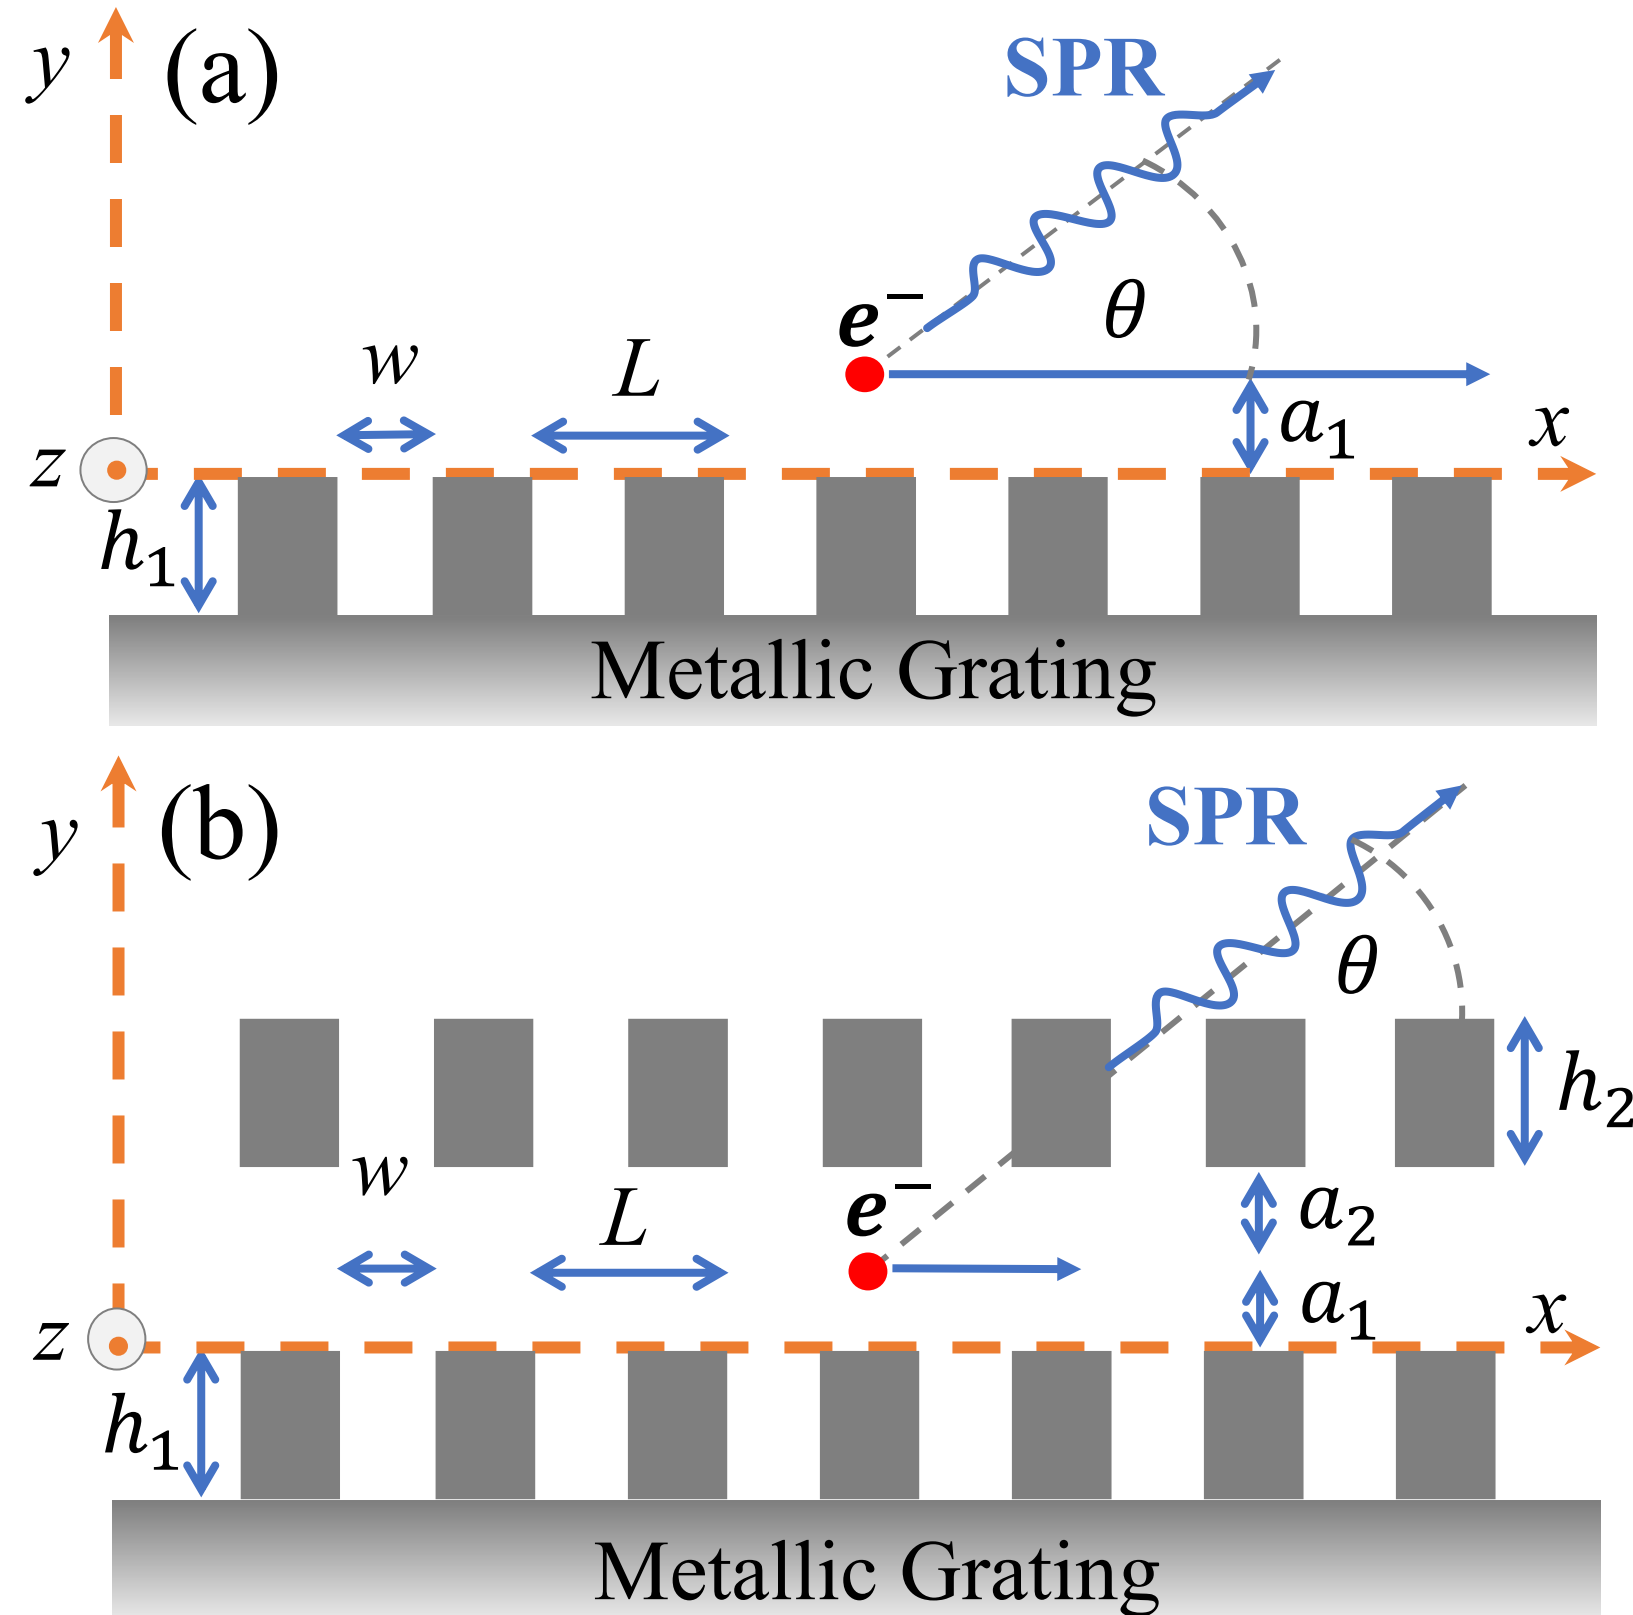 y
(a)
SPR
θ
e⁻
w
L
a₁
x
z
h₁
Metallic Grating
y
(b)
SPR
θ
h₂
w
e⁻
a₂
L
a₁
x
z
h₁
Metallic Grating